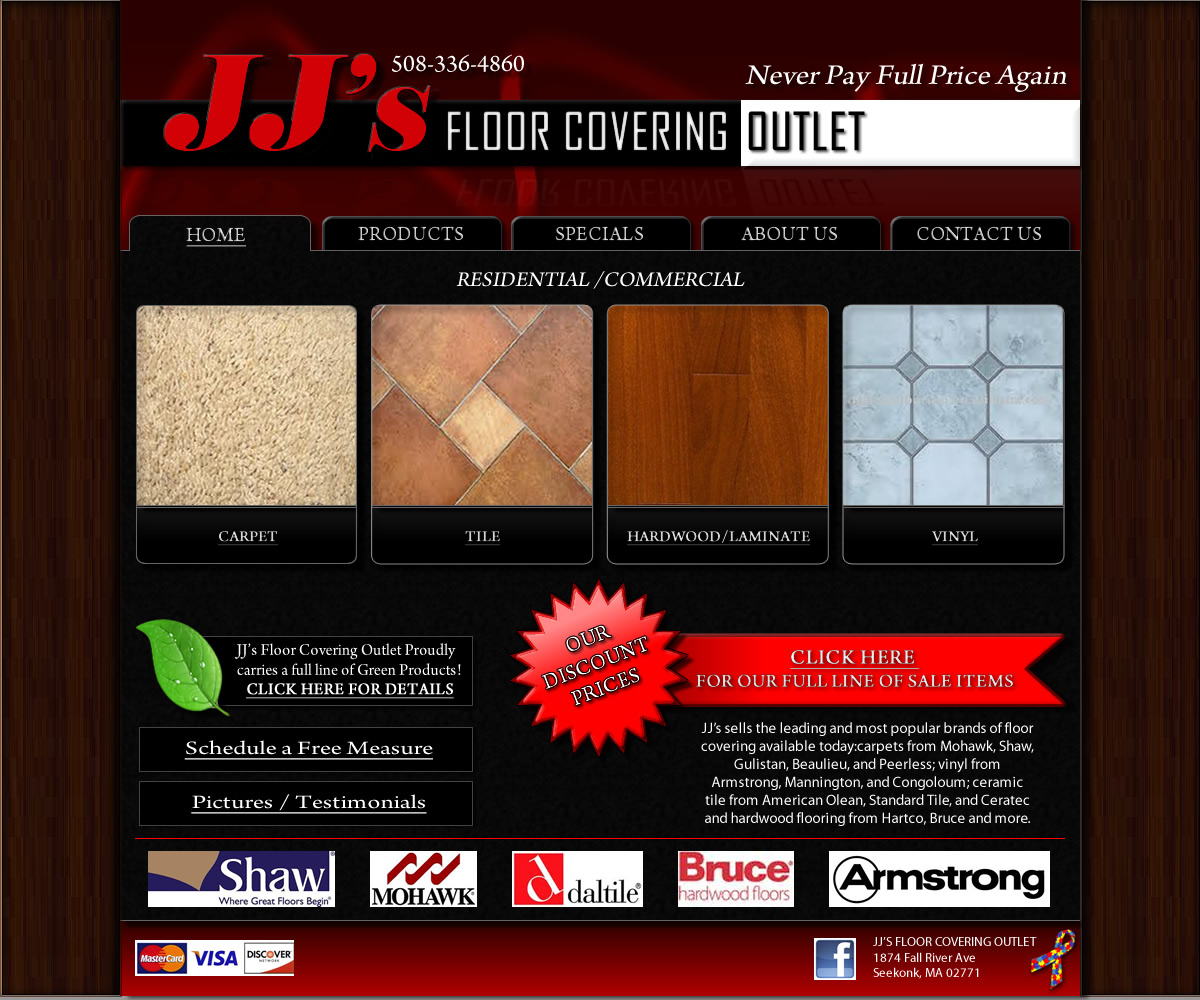 JJ's
508-336-4860
Never Pay Full Price Again
FLOOR COVERING OUTLET
HOME
PRODUCTS
SPECIALS
ABOUT US
CONTACT US
RESIDENTIAL /COMMERCIAL
CARPET
TILE
HARDWOOD/LAMINATE
VINYL
JJ's Floor Covering Outlet Proudly
carries a full line of Green Products!
CLICK HERE FOR DETAILS
Schedule a Free Measure
Pictures / Testimonials
OUR
DISCOUNT
PRICES
CLICK HERE
FOR OUR FULL LINE OF SALE ITEMS
JJ's sells the leading and most popular brands of floor
covering available today:carpets from Mohawk, Shaw,
Gulistan, Beaulieu, and Peerless; vinyl from
Armstrong, Mannington, and Congoloum; ceramic
tile from American Olean, Standard Tile, and Ceratec
and hardwood flooring from Hartco, Bruce and more.
Shaw®
Where Great Floors Begin®
MOHAWK®
daltile®
Bruce®
hardwood floors
Armstrong®
MasterCard
VISA
DISCOVER
NETWORK
f
JJ'S FLOOR COVERING OUTLET
1874 Fall River Ave
Seekonk, MA 02771